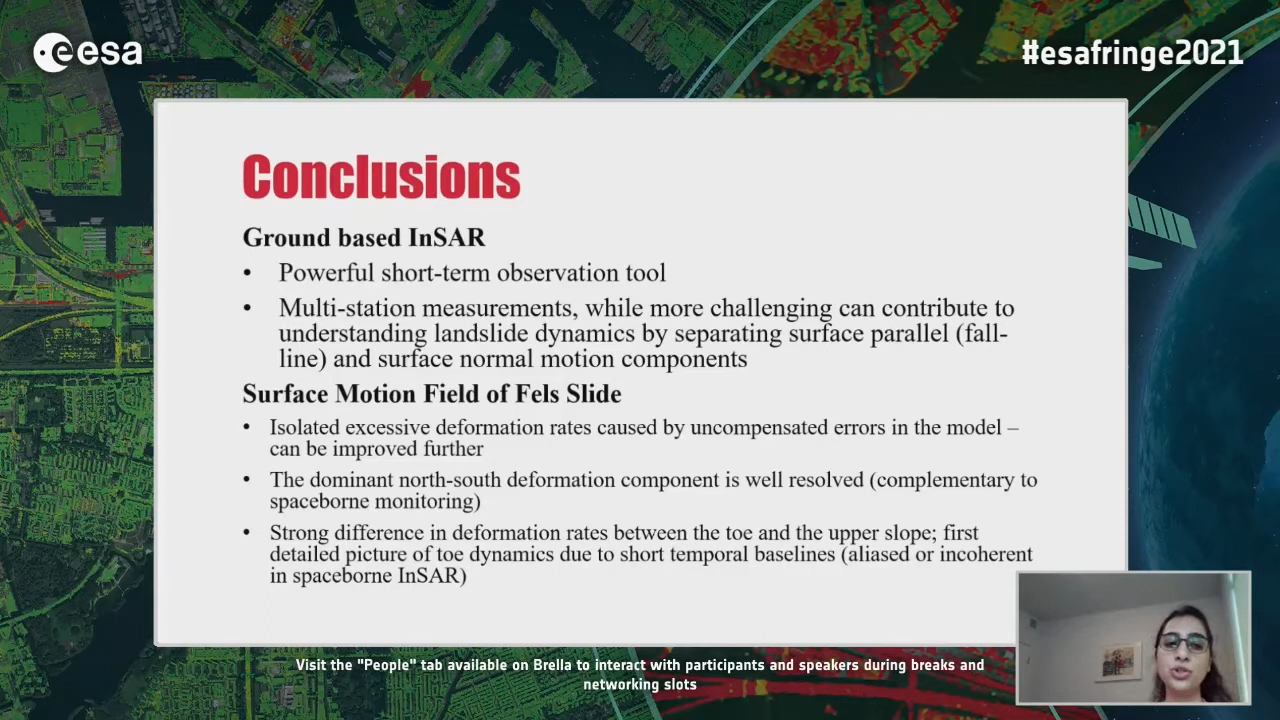 esa
#esafringe2021
Conclusions
Ground based InSAR
• Powerful short-term observation tool
• Multi-station measurements, while more challenging can contribute to
understanding landslide dynamics by separating surface parallel (fall-
line) and surface normal motion components
Surface Motion Field of Fels Slide
• Isolated excessive deformation rates caused by uncompensated errors in the model –
can be improved further
• The dominant north-south deformation component is well resolved (complementary to
spaceborne monitoring)
• Strong difference in deformation rates between the toe and the upper slope; first
detailed picture of toe dynamics due to short temporal baselines (aliased or incoherent
in spaceborne InSAR)
Visit the "People" tab available on Brella to interact with participants and speakers during breaks and
networking slots